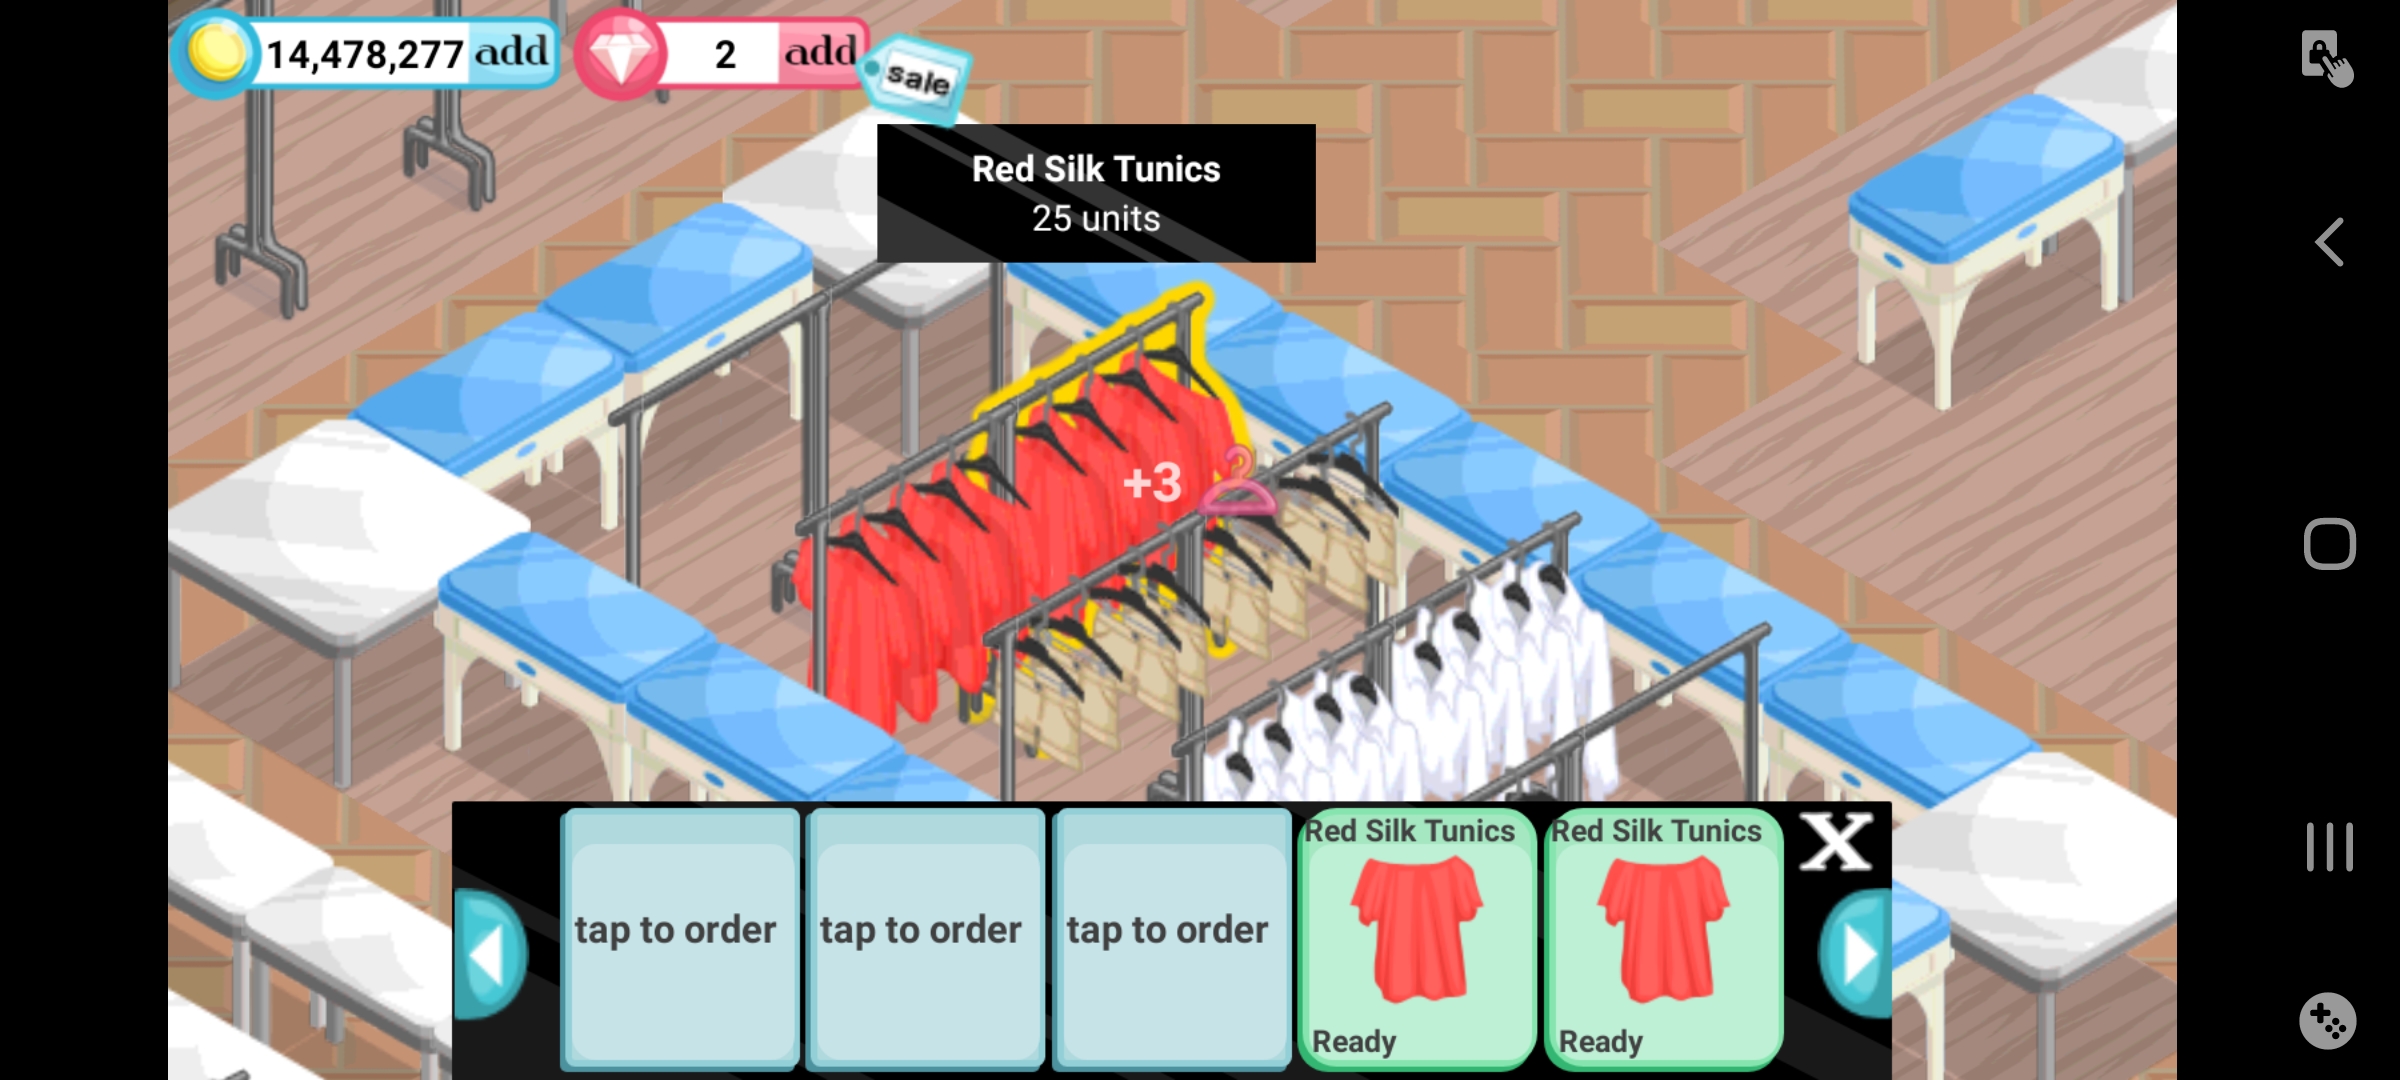 14,478,277 add
2 add
sale
Red Silk Tunics
25 units
+3
tap to order
tap to order
tap to order
Red Silk Tunics
Ready
Red Silk Tunics
Ready
X